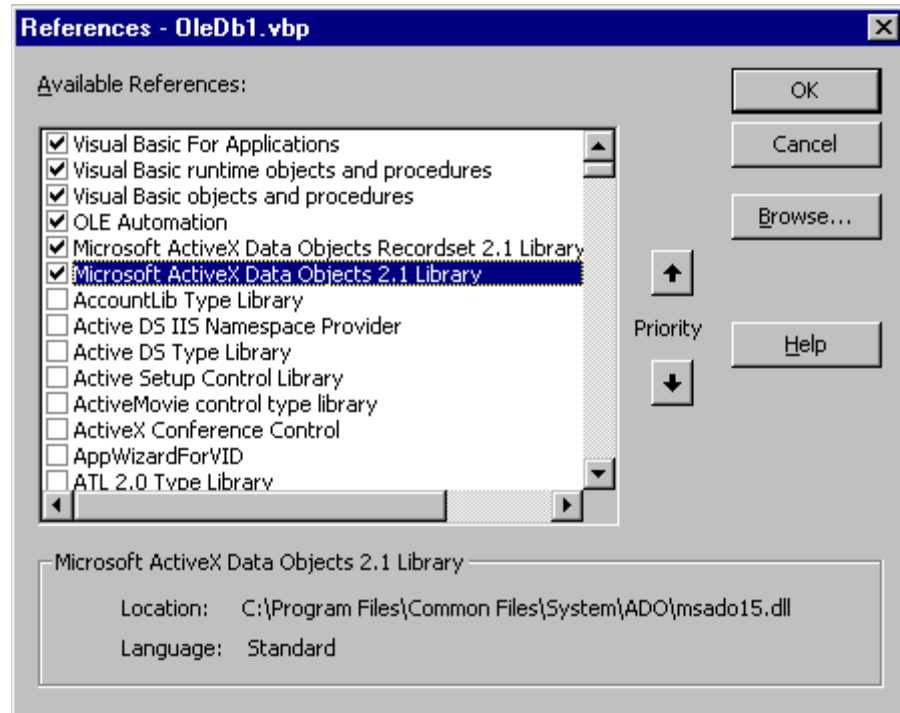 References - OleDb1.vbp
Available References:
OK
Cancel
Browse...
Help
Visual Basic For Applications
Visual Basic runtime objects and procedures
Visual Basic objects and procedures
OLE Automation
Microsoft ActiveX Data Objects Recordset 2.1 Library
Microsoft ActiveX Data Objects 2.1 Library
AccountLib Type Library
Active DS IIS Namespace Provider
Active DS Type Library
Active Setup Control Library
ActiveMovie control type library
ActiveX Conference Control
AppWizardForVID
ATL 2.0 Type Library
Priority
Microsoft ActiveX Data Objects 2.1 Library
Location: C:\Program Files\Common Files\System\ADO\msado15.dll
Language: Standard